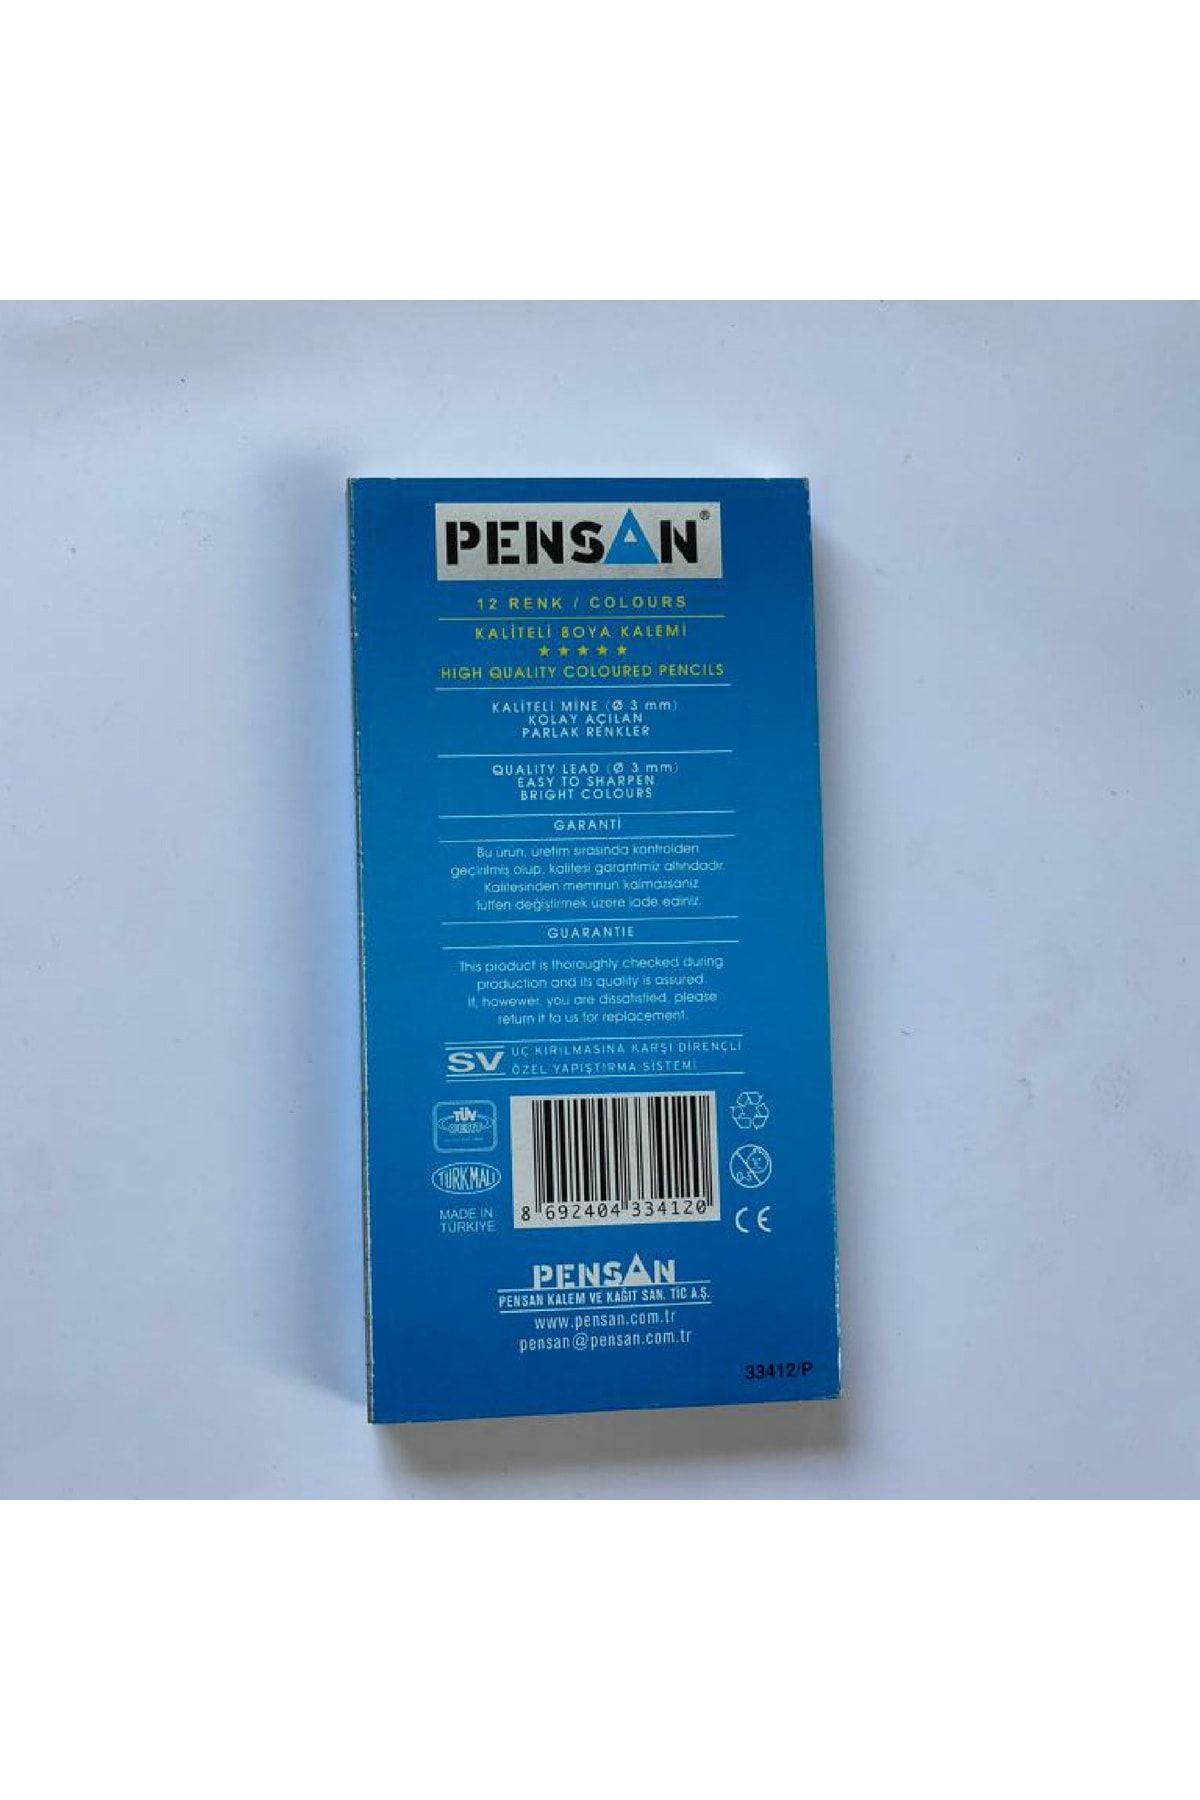 PENSAN®
12 RENK / COLOURS
KALİTELİ BOYA KALEMİ
★ ★ ★ ★ ★
HIGH QUALITY COLOURED PENCILS
KALİTELİ MİNE (Ø 3 mm)
KOLAY AÇILAN
PARLAK RENKLER
QUALITY LEAD (Ø 3 mm)
EASY TO SHARPEN
BRIGHT COLOURS
GARANTİ
Bu ürün, üretim sırasında kontrolden
geçirilmiş olup, kalitesi garantimiz altındadır.
Kalitesinden memnun kalmazsanız
lütfen değiştirmek üzere iade ediniz.
GUARANTIE
This product is thoroughly checked during
production and its quality is assured.
If, howewer, you are dissatisfied, please
return it to us for replacement.
SV
UÇ KIRILMASINA KARŞI DİRENÇLİ
ÖZEL YAPIŞTIRMA SİSTEMİ
TÜV
CERT
TÜRK MALI
MADE IN
TÜRKİYE
8 692404 334120
0-3
CE
PENSAN
PENSAN KALEM VE KAĞIT SAN. TİC A.Ş.
www.pensan.com.tr
pensan@pensan.com.tr
33412/P